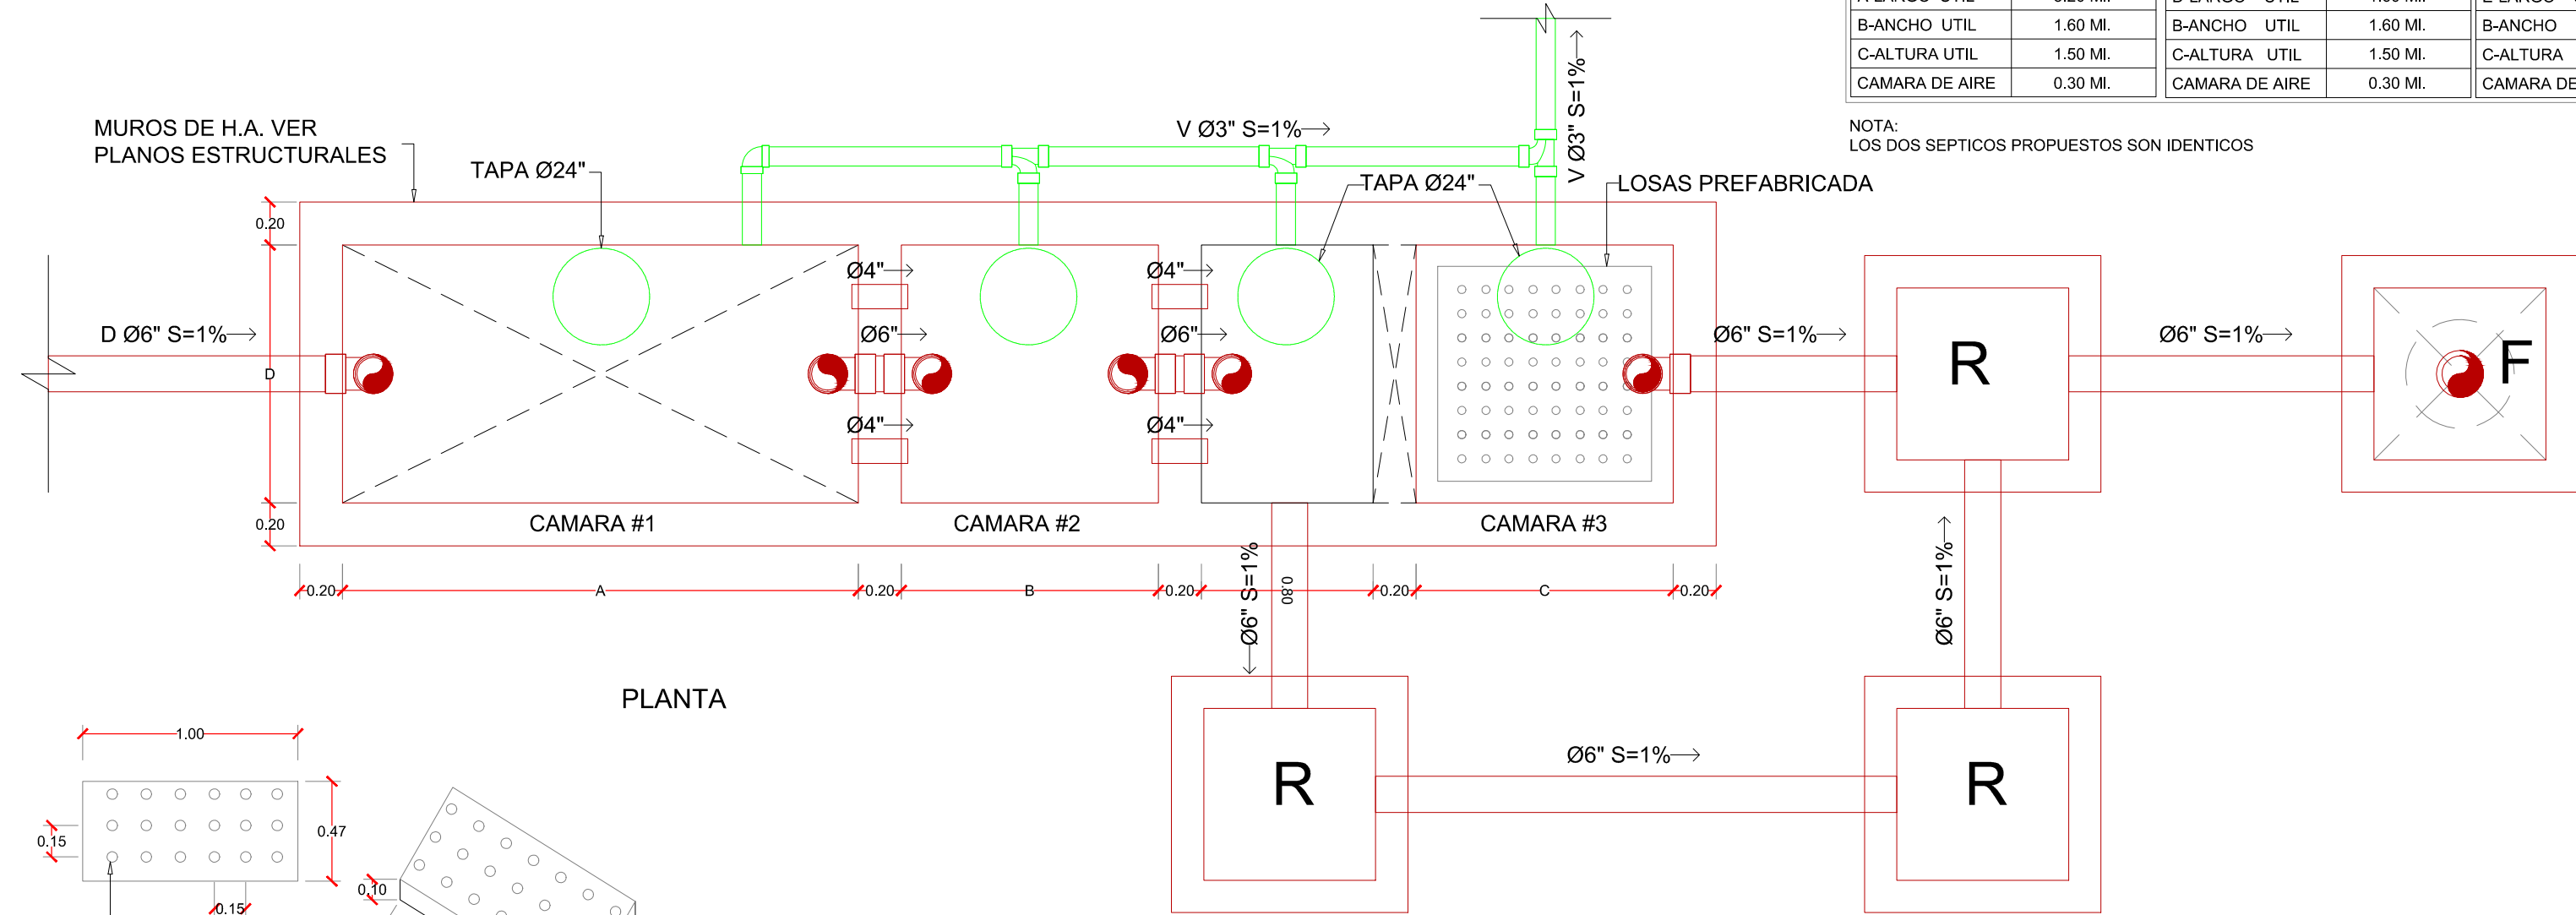 B-ANCHO UTIL 1.60 Ml. B-ANCHO UTIL 1.60 Ml. B-ANCHO
C-ALTURA UTIL 1.50 Ml. C-ALTURA UTIL 1.50 Ml. C-ALTURA
CAMARA DE AIRE 0.30 Ml. CAMARA DE AIRE 0.30 Ml. CAMARA DE
NOTA:
LOS DOS SEPTICOS PROPUESTOS SON IDENTICOS
MUROS DE H.A. VER
PLANOS ESTRUCTURALES
TAPA Ø24"
V Ø3" S=1%
V Ø3" S=1%
TAPA Ø24"
LOSAS PREFABRICADA
0.20
D
0.20
D Ø6" S=1%
Ø4"
Ø6"
Ø4"
Ø4"
Ø6"
Ø4"
Ø6" S=1%
R
Ø6" S=1%
F
CAMARA #1
CAMARA #2
CAMARA #3
0.20
A
0.20
B
0.20
0.80
0.20
C
0.20
Ø6" S=1%
Ø6" S=1%
PLANTA
R
Ø6" S=1%
R
1.00
0.47
0.15
0.15
0.10